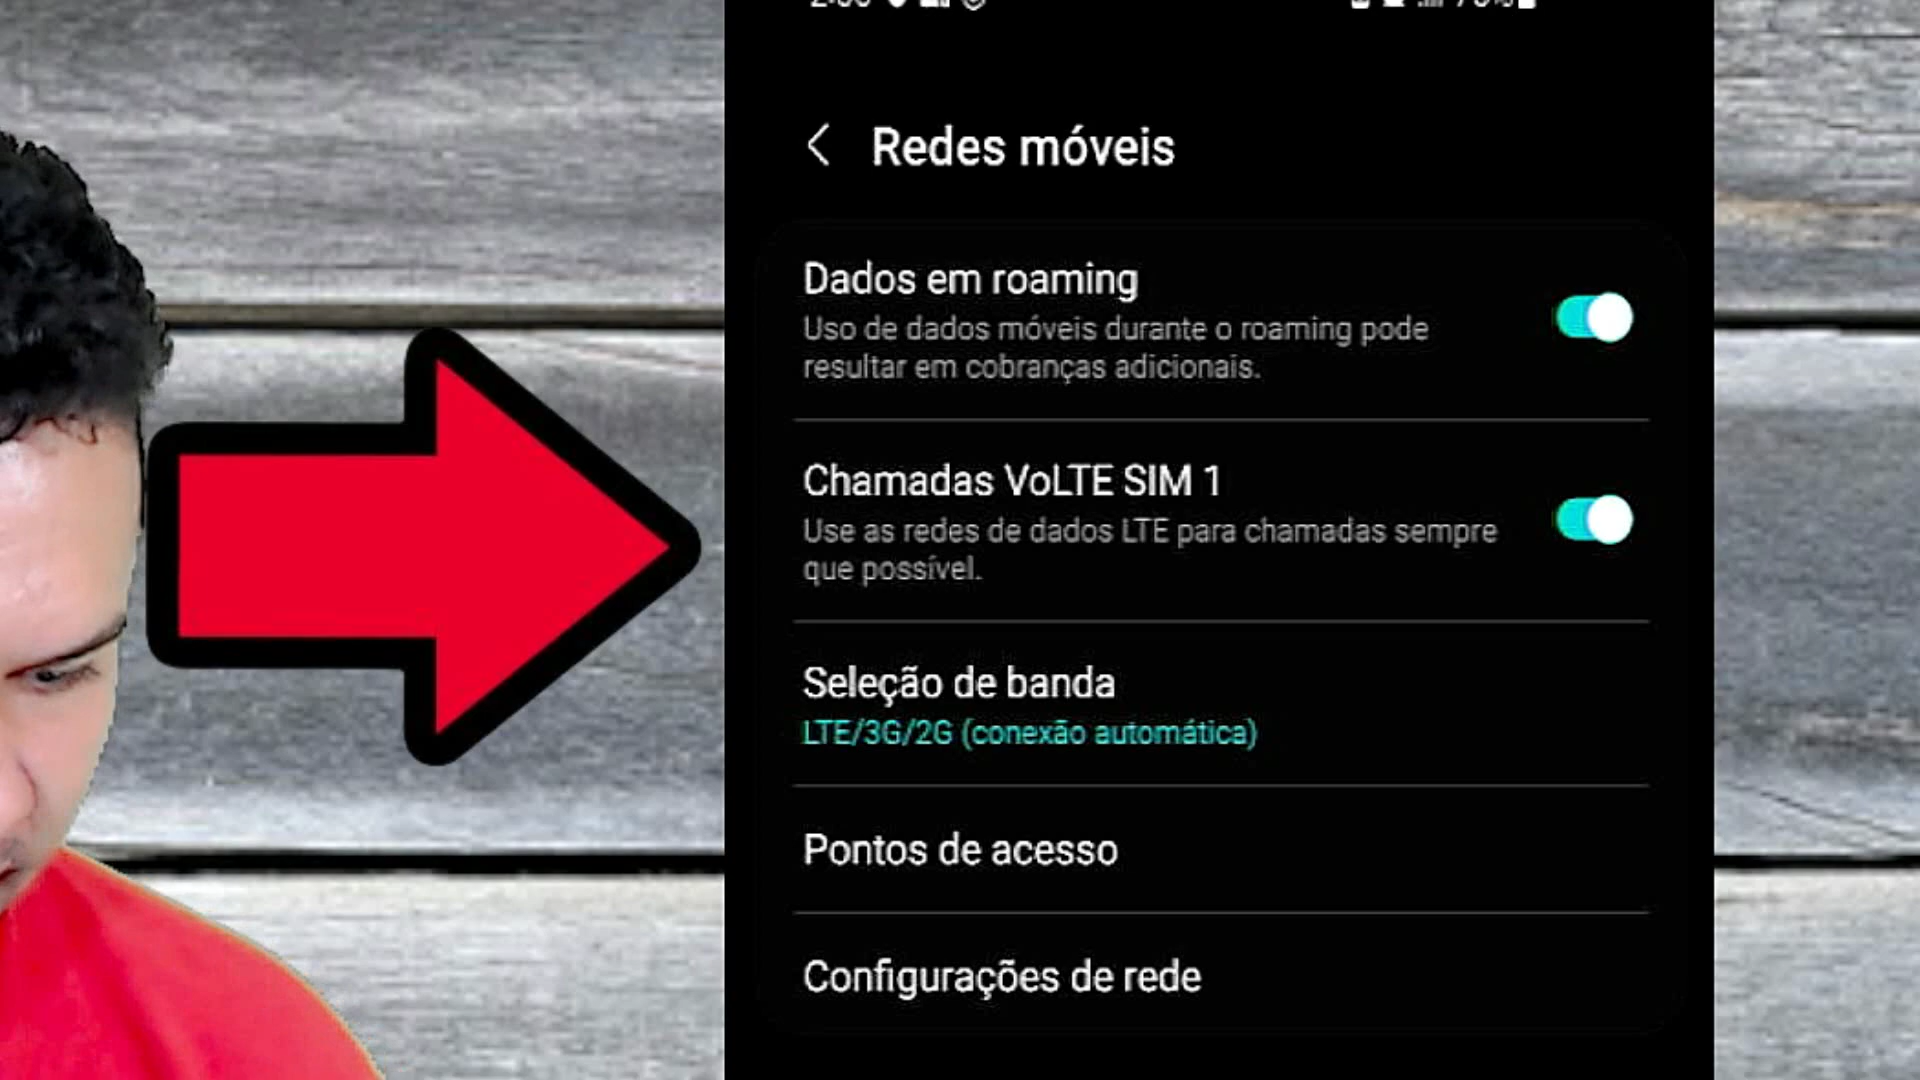 Redes móveis
Dados em roaming
Uso de dados móveis durante o roaming pode
resultar em cobranças adicionais.
Chamadas VoLTE SIM 1
Use as redes de dados LTE para chamadas sempre
que possível.
Seleção de banda
LTE/3G/2G (conexão automática)
Pontos de acesso
Configurações de rede